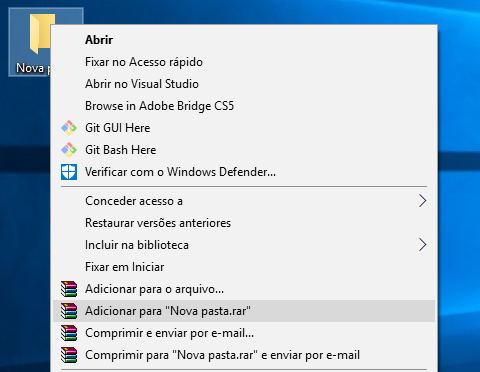 Nova p
Abrir
Fixar no Acesso rápido
Abrir no Visual Studio
Browse in Adobe Bridge CS5
Git GUI Here
Git Bash Here
Verificar com o Windows Defender...
Conceder acesso a
Restaurar versões anteriores
Incluir na biblioteca
Fixar em Iniciar
Adicionar para o arquivo...
Adicionar para "Nova pasta.rar"
Comprimir e enviar por e-mail...
Comprimir para "Nova pasta.rar" e enviar por e-mail